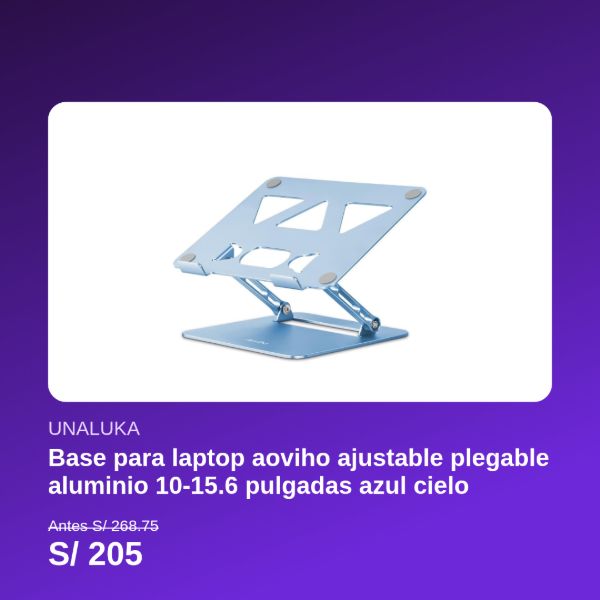 UNALUKA
Base para laptop aoviho ajustable plegable
aluminio 10-15.6 pulgadas azul cielo
Antes S/ 268.75
S/ 205